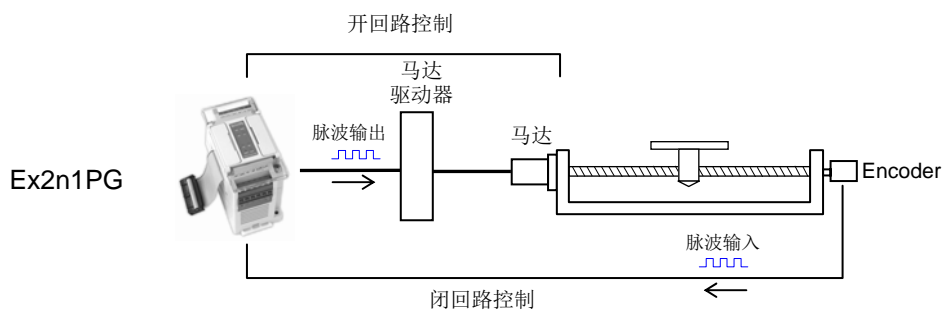 开回路控制
马达
驱动器
脉波输出
马达
Ex2n1PG
Encoder
脉波输入
闭回路控制